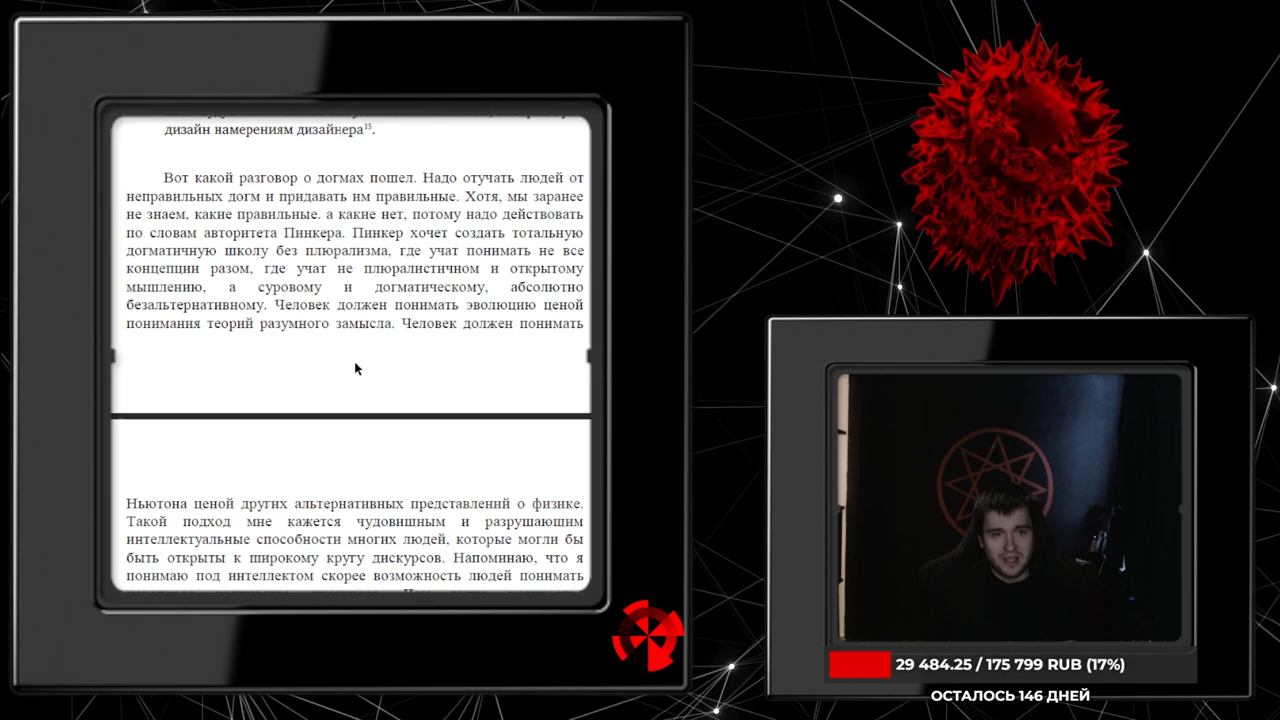 дизайн намерениям дизайнера¹⁵.
Вот какой разговор о догмах пошел. Надо отучать людей от
неправильных догм и придавать им правильные. Хотя, мы заранее
не знаем, какие правильные. а какие нет, потому надо действовать
по словам авторитета Пинкера. Пинкер хочет создать тотальную
догматичную школу без плюрализма, где учат понимать не все
концепции разом, где учат не плюралистичном и открытому
мышлению, а суровому и догматическому, абсолютно
безальтернативному. Человек должен понимать эволюцию ценой
понимания теорий разумного замысла. Человек должен понимать
Ньютона ценой других альтернативных представлений о физике.
Такой подход мне кажется чудовищным и разрушающим
интеллектуальные способности многих людей, которые могли бы
быть открыты к широкому кругу дискурсов. Напоминаю, что я
понимаю под интеллектом скорее возможность людей понимать
29 484.25 / 175 799 RUB (17%)
ОСТАЛОСЬ 146 ДНЕЙ